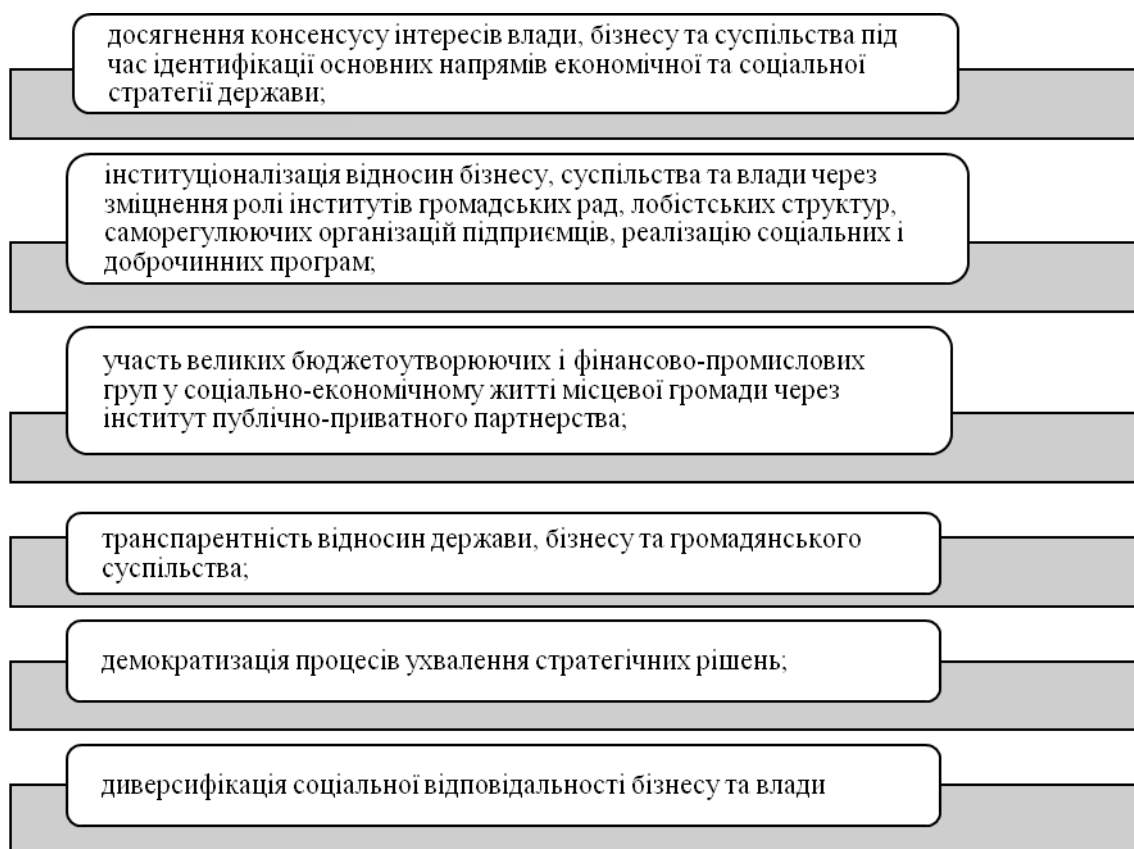 досягнення консенсусу інтересів влади, бізнесу та суспільства під
час ідентифікації основних напрямів економічної та соціальної
стратегії держави;
інституціоналізація відносин бізнесу, суспільства та влади через
зміцнення ролі інститутів громадських рад, лобістських структур,
саморегулюючих організацій підприємців, реалізацію соціальних і
доброчинних програм;
участь великих бюджетоутворюючих і фінансово-промислових
груп у соціально-економічному житті місцевої громади через
інститут публічно-приватного партнерства;
транспарентність відносин держави, бізнесу та громадянського
суспільства;
демократизація процесів ухвалення стратегічних рішень;
диверсифікація соціальної відповідальності бізнесу та влади